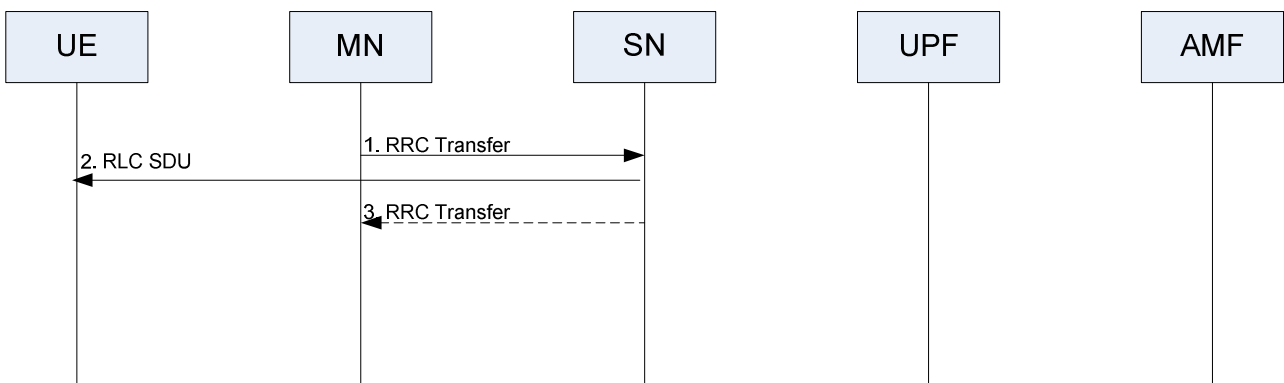 UE
MN
SN
UPF
AMF
1. RRC Transfer
2. RLC SDU
3. RRC Transfer